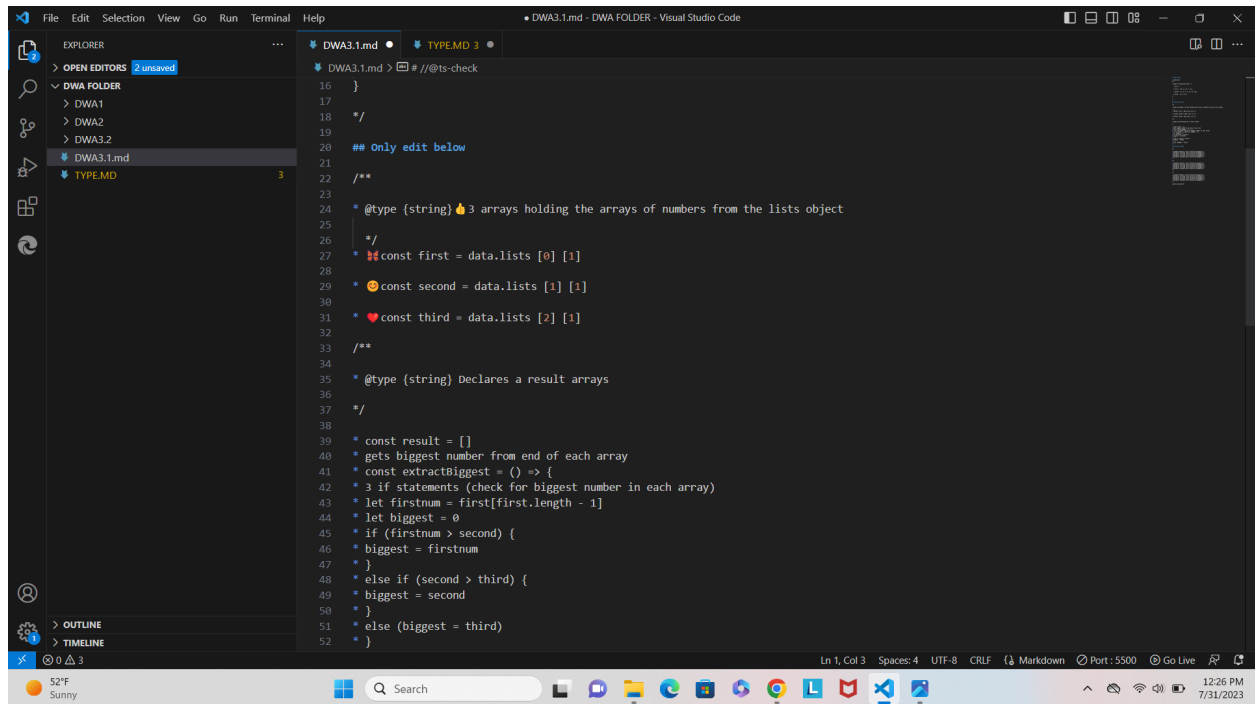 File Edit Selection View Go Run Terminal Help
● DWA3.1.md - DWA FOLDER - Visual Studio Code
EXPLORER ...
OPEN EDITORS 2 unsaved
DWA FOLDER
DWA1
DWA2
DWA3.2
DWA3.1.md
TYPE.MD 3
OUTLINE
TIMELINE
2
1
DWA3.1.md ● TYPE.MD 3 ●
DWA3.1.md > abc # //@ts-check
16 }
17
18 */
19
20 ## Only edit below
21
22 /**
23
24 * @type {string}👍3 arrays holding the arrays of numbers from the lists object
25
26 */
27 * 🎀const first = data.lists [0] [1]
28
29 * 😊const second = data.lists [1] [1]
30
31 * ❤️const third = data.lists [2] [1]
32
33 /**
34
35 * @type {string} Declares a result arrays
36
37 */
38
39 * const result = []
40 * gets biggest number from end of each array
41 * const extractBiggest = () => {
42 * 3 if statements (check for biggest number in each array)
43 * let firstnum = first[first.length - 1]
44 * let biggest = 0
45 * if (firstnum > second) {
46 * biggest = firstnum
47 * }
48 * else if (second > third) {
49 * biggest = second
50 * }
51 * else (biggest = third)
52 * }
0 3
Ln 1, Col 3 Spaces: 4 UTF-8 CRLF {} Markdown Port : 5500 Go Live
52°F
Sunny
Search
L
12:26 PM
7/31/2023